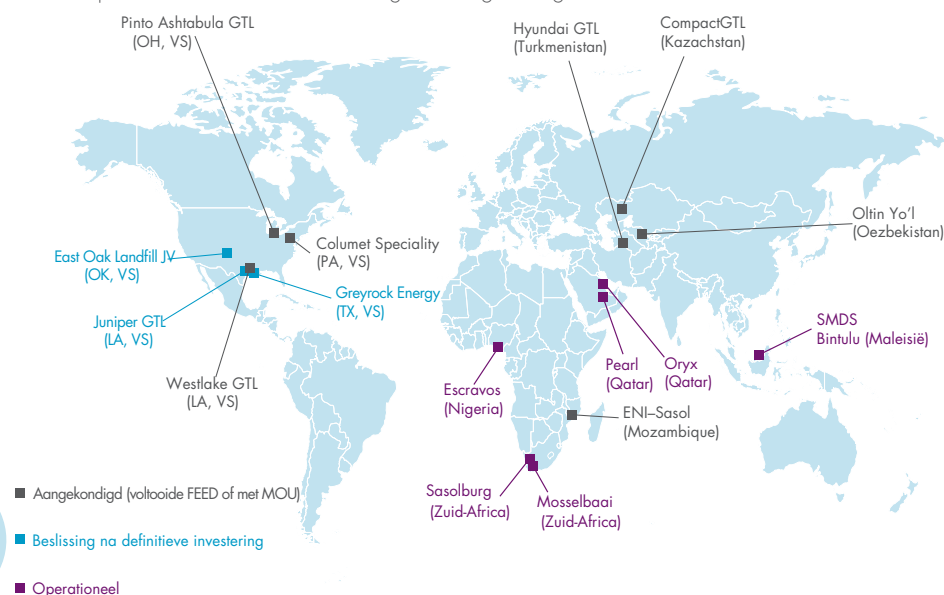 Pinto Ashtabula GTL
(OH, VS)
Hyundai GTL
(Turkmenistan)
CompactGTL
(Kazachstan)
Oltin Yo'l
(Oezbekistan)
Columet Speciality
(PA, VS)
East Oak Landfill JV
(OK, VS)
Greyrock Energy
(TX, VS)
Juniper GTL
(LA, VS)
Westlake GTL
(LA, VS)
SMDS
Bintulu (Maleisië)
Pearl
(Qatar)
Oryx
(Qatar)
Escravos
(Nigeria)
ENI–Sasol
(Mozambique)
Sasolburg
(Zuid-Africa)
Mosselbaai
(Zuid-Africa)
Aangekondigd (voltooide FEED of met MOU)
Beslissing na definitieve investering
Operationeel